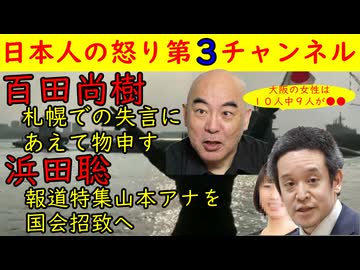 日本人の怒り第3チャンネル
百田尚樹
札幌での失言に
あえて物申す
大阪の女性は
10人中9人が●●
浜田聡
報道特集山本アナを
国会招致へ